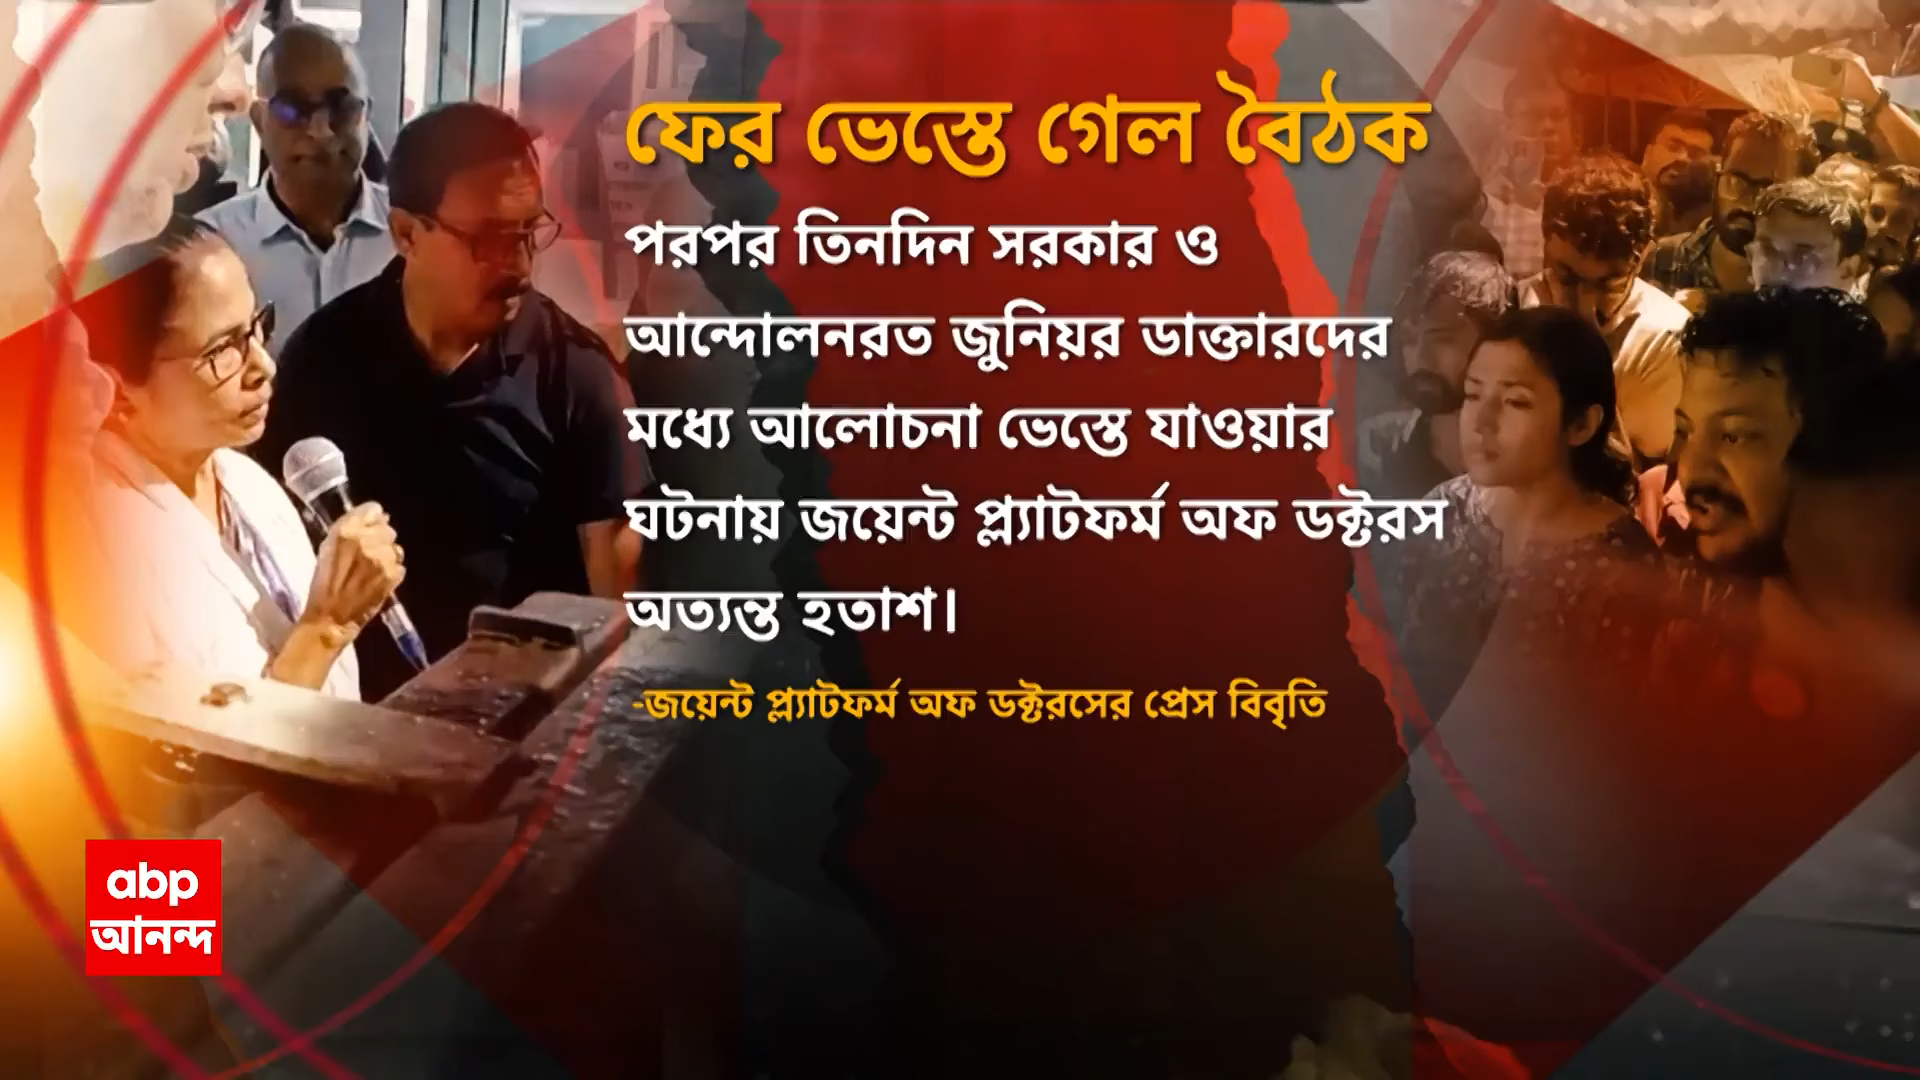 ফের ভেস্তে গেল বৈঠক
পরপর তিনদিন সরকার ও
আন্দোলনরত জুনিয়র ডাক্তারদের
মধ্যে আলোচনা ভেস্তে যাওয়ার
ঘটনায় জয়েন্ট প্ল্যাটফর্ম অফ ডক্টরস
অত্যন্ত হতাশ।
-জয়েন্ট প্ল্যাটফর্ম অফ ডক্টরসের প্রেস বিবৃতি
abp
আনন্দ